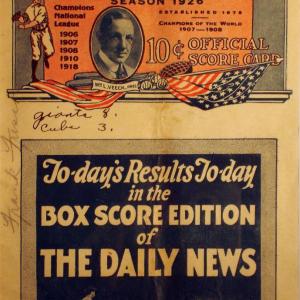 SEASON 1926
Champions
National
League
1906
1907
1908
1910
1918
ESTABLISHED 1876
CHAMPIONS OF THE WORLD
1907-1908
10¢ OFFICIAL
SCORE CARD
WM. L. VEECK, PRES.
Giants 8.
Cubs 3.
To-day's Results To-day
in the
BOX SCORE EDITION
of
THE DAILY NEWS